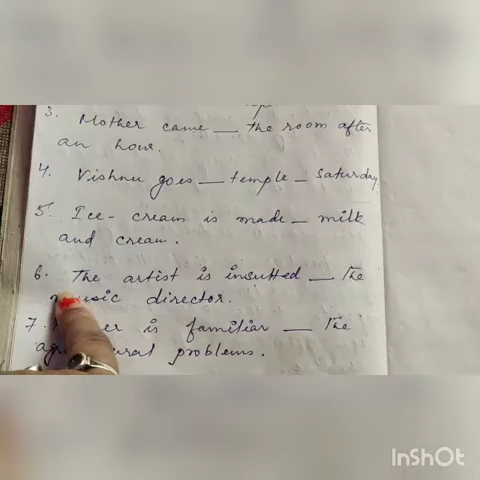 3.
Mother came _ the room after
an hour.
4. Vishnu goes _ temple _ Saturday.
5. Ice-cream is made _ milk
and cream.
6. The artist is insulted _ the
director.
7. is familiar _ the
problems.
InShOt